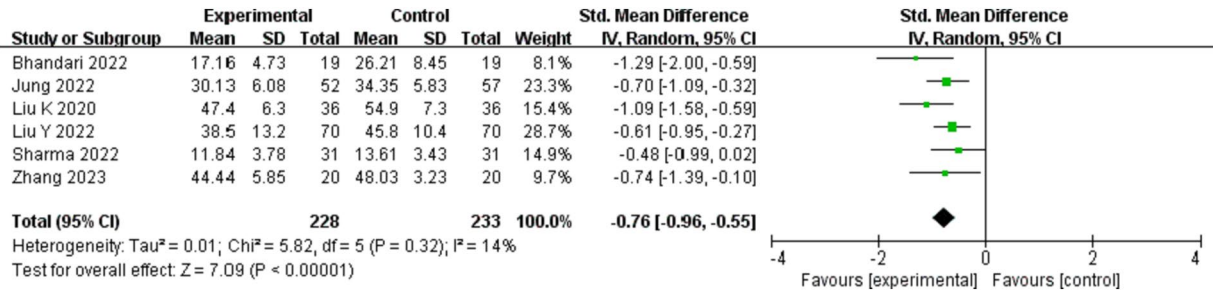 Experimental Control Std. Mean Difference Std. Mean Difference
Study or Subgroup Mean SD Total Mean SD Total Weight IV, Random, 95% CI IV, Random, 95% CI
Bhandari 2022 17.16 4.73 19 26.21 8.45 19 8.1% -1.29 [-2.00, -0.59]
Jung 2022 30.13 6.08 52 34.35 5.83 57 23.3% -0.70 [-1.09, -0.32]
Liu K 2020 47.4 6.3 36 54.9 7.3 36 15.4% -1.09 [-1.58, -0.59]
Liu Y 2022 38.5 13.2 70 45.8 10.4 70 28.7% -0.61 [-0.95, -0.27]
Sharma 2022 11.84 3.78 31 13.61 3.43 31 14.9% -0.48 [-0.99, 0.02]
Zhang 2023 44.44 5.85 20 48.03 3.23 20 9.7% -0.74 [-1.39, -0.10]
Total (95% CI) 228 233 100.0% -0.76 [-0.96, -0.55]
Heterogeneity: Tau² = 0.01; Chi² = 5.82, df = 5 (P = 0.32); I² = 14%
Test for overall effect: Z = 7.09 (P < 0.00001)
-4 -2 0 2 4
Favours [experimental] Favours [control]